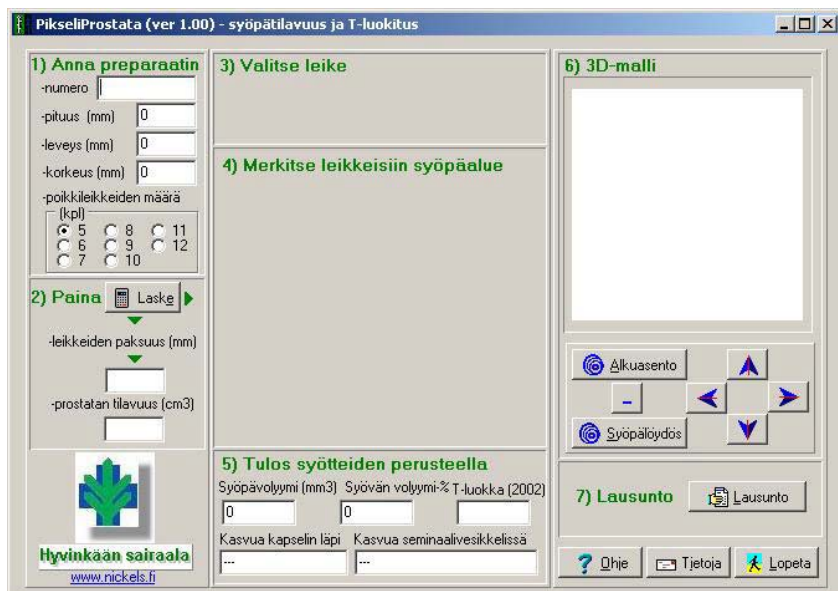 PikseliProstata (ver 1.00) - syöpätilavuus ja T-luokitus
1) Anna preparaatin
-numero
-pituus (mm) 0
-leveys (mm) 0
-korkeus (mm) 0
-poikkileikkeiden määrä
(kpl)
5 8 11
6 9 12
7 10
2) Paina Laske
-leikkeiden paksuus (mm)
-prostatan tilavuus (cm3)
Hyvinkään sairaala
www.nickels.fi
3) Valitse leike
4) Merkitse leikkeisiin syöpäalue
5) Tulos syötteiden perusteella
Syöpävolyymi (mm3) Syövän volyymi-% T-luokka (2002)
0 0
Kasvua kapselin läpi Kasvua seminaalivesikkelissä
--- ---
6) 3D-malli
Alkuasento
-
Syöpälöydös
7) Lausunto Lausunto
? Ohje Tietoja Lopeta